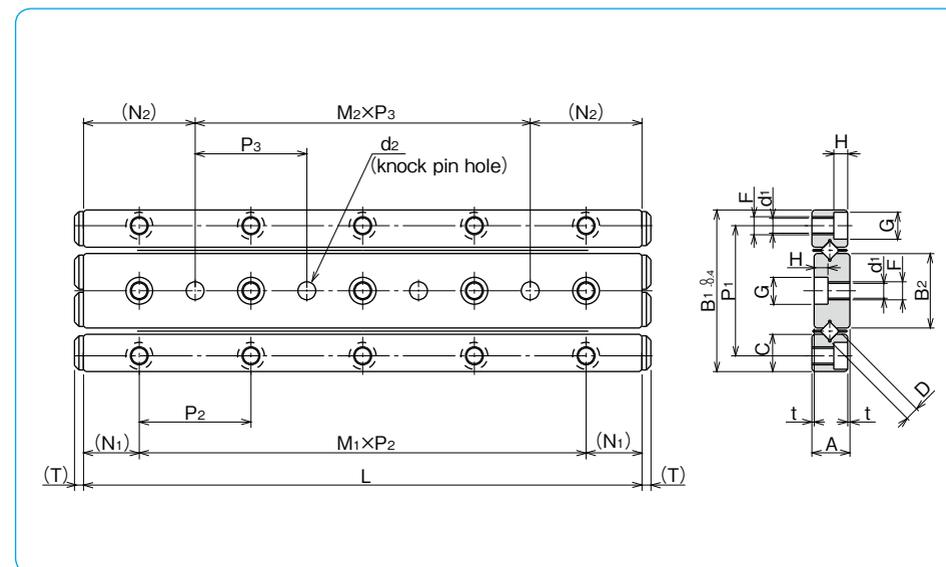 (N2)
M2×P3
(N2)
P3
d2
(knock pin hole)
H
F
d1
G
H
d1
F
G
B1 0 -0.4
P1
B2
C
D
P2
t
t
(N1)
M1×P2
(N1)
A
(T)
L
(T)